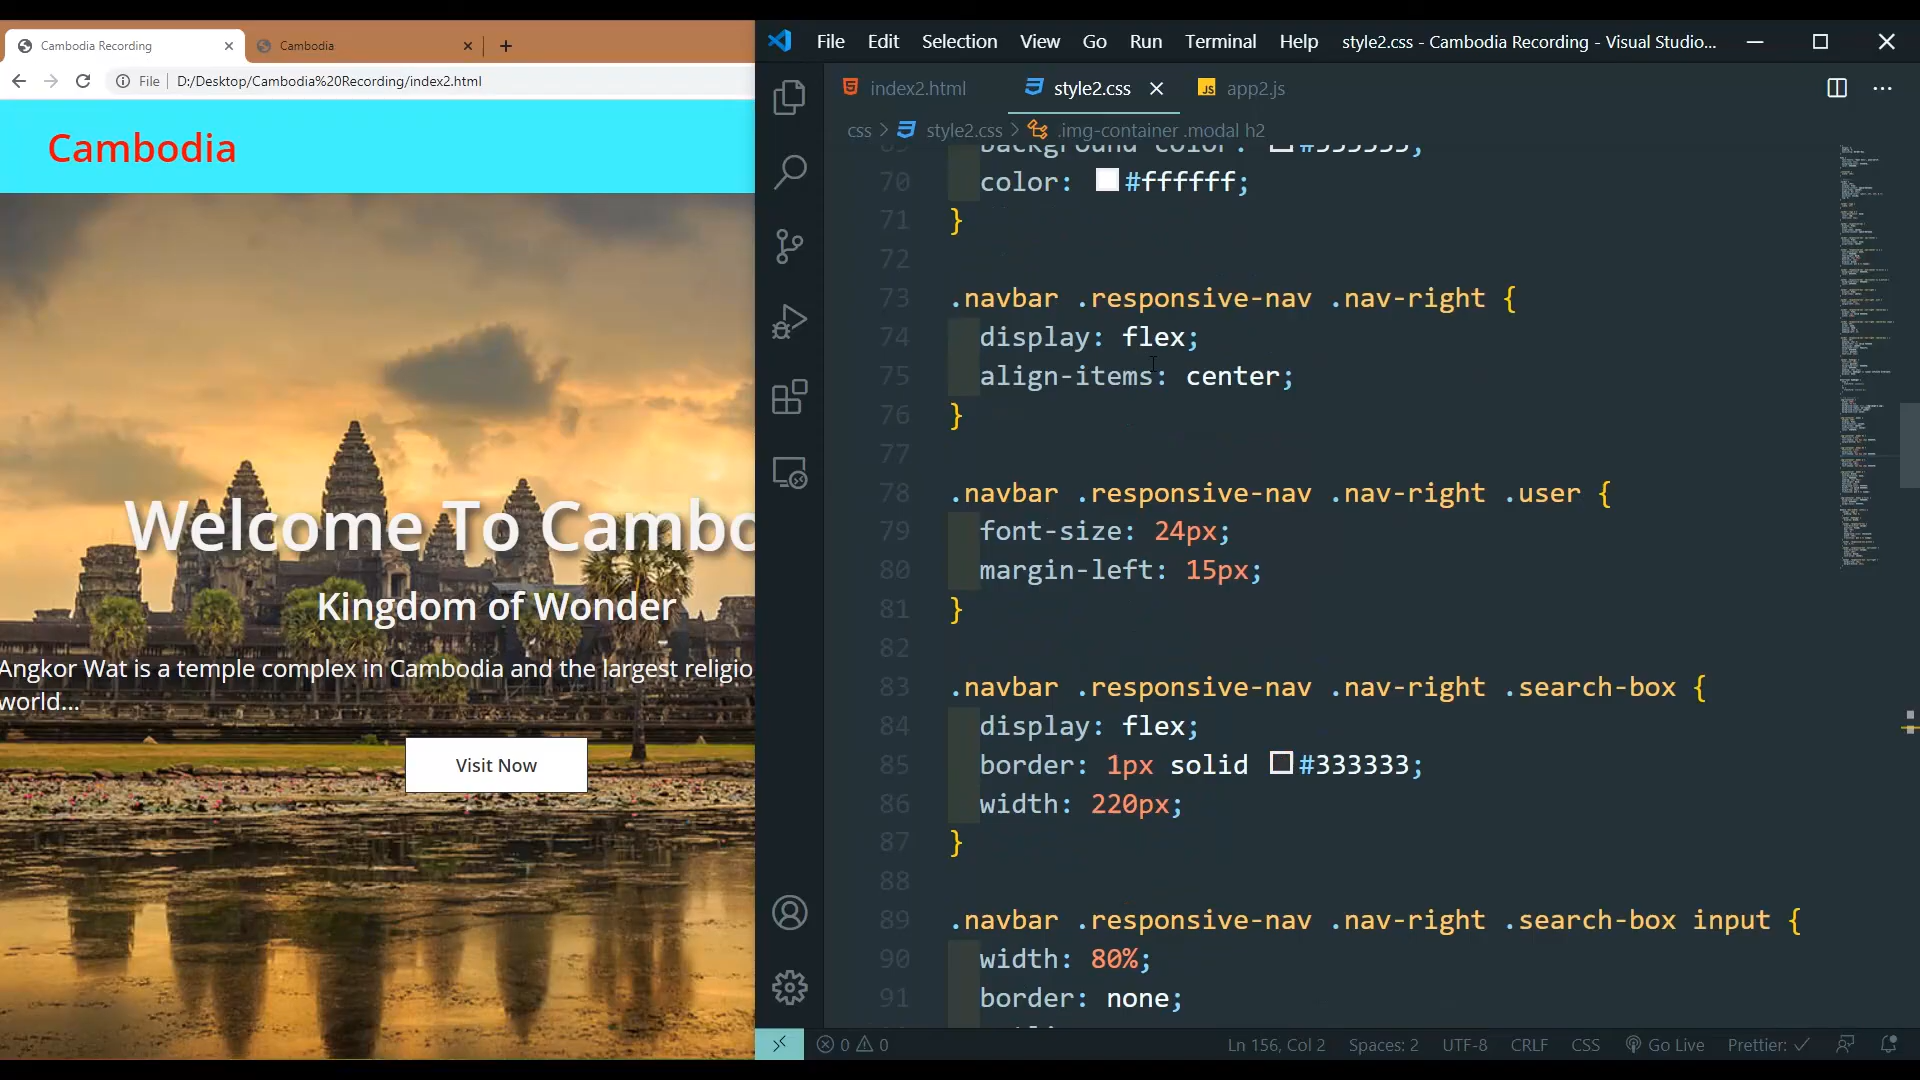 Cambodia Recording
Cambodia
File
D:/Desktop/Cambodia%20Recording/index2.html
Cambodia
Welcome To Cambo
Kingdom of Wonder
Angkor Wat is a temple complex in Cambodia and the largest religio
world...
Visit Now
File Edit Selection View Go Run Terminal Help style2.css - Cambodia Recording - Visual Studio...
index2.html
style2.css
JS app2.js
css > style2.css > .img-container .modal h2
70 color: #ffffff;
71 }
72
73 .navbar .responsive-nav .nav-right {
74 display: flex;
75 align-items: center;
76 }
77
78 .navbar .responsive-nav .nav-right .user {
79 font-size: 24px;
80 margin-left: 15px;
81 }
82
83 .navbar .responsive-nav .nav-right .search-box {
84 display: flex;
85 border: 1px solid #333333;
86 width: 220px;
87 }
88
89 .navbar .responsive-nav .nav-right .search-box input {
90 width: 80%;
91 border: none;
0 0 Ln 156, Col 2 Spaces: 2 UTF-8 CRLF CSS Go Live Prettier: ✓